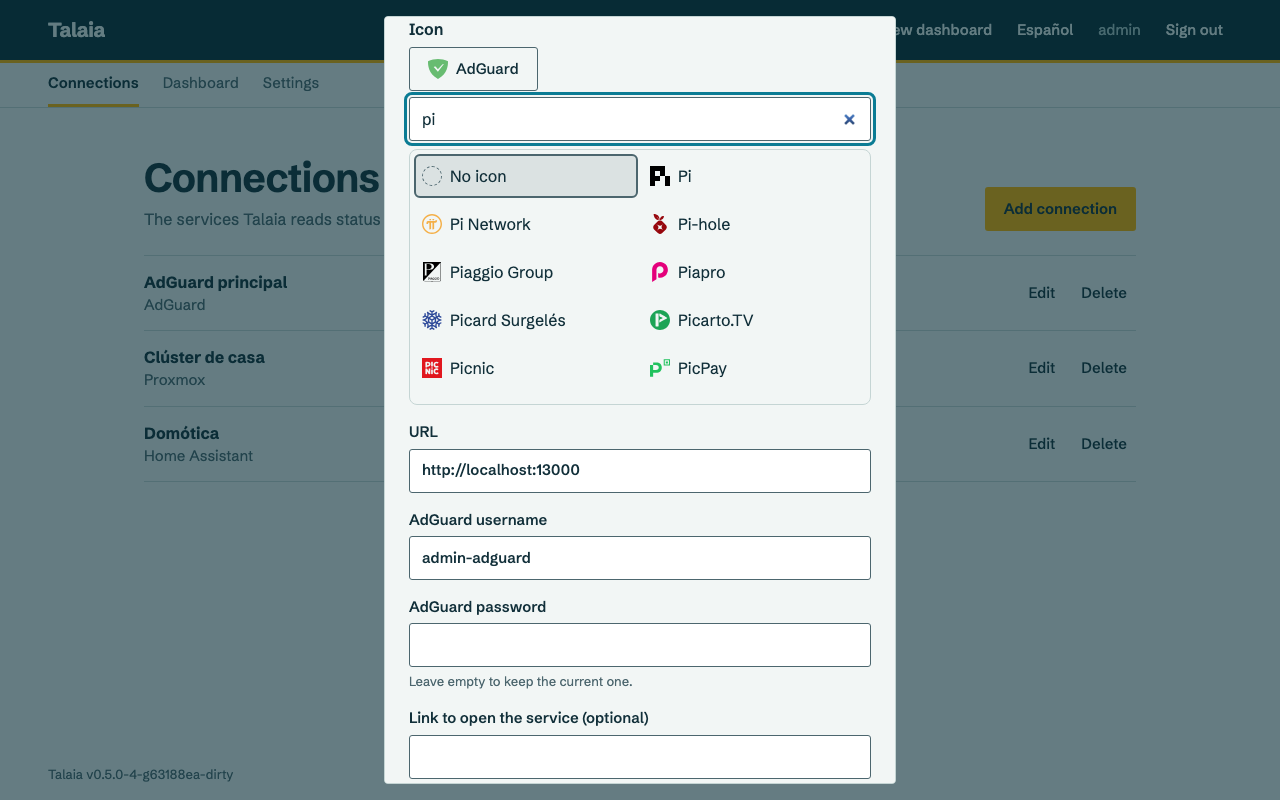 Talaia
ew dashboard
Español
admin
Sign out
Connections
Dashboard
Settings
Connections
The services Talaia reads status
Add connection
AdGuard principal
AdGuard
Edit
Delete
Clúster de casa
Proxmox
Edit
Delete
Domótica
Home Assistant
Edit
Delete
Icon
AdGuard
pi
No icon
Pi
Pi Network
Pi-hole
Piaggio Group
Piapro
Picard Surgelés
Picarto.TV
PIC
NIC
Picnic
PicPay
URL
http://localhost:13000
AdGuard username
admin-adguard
AdGuard password
Leave empty to keep the current one.
Link to open the service (optional)
Talaia v0.5.0-4-g63188ea-dirty